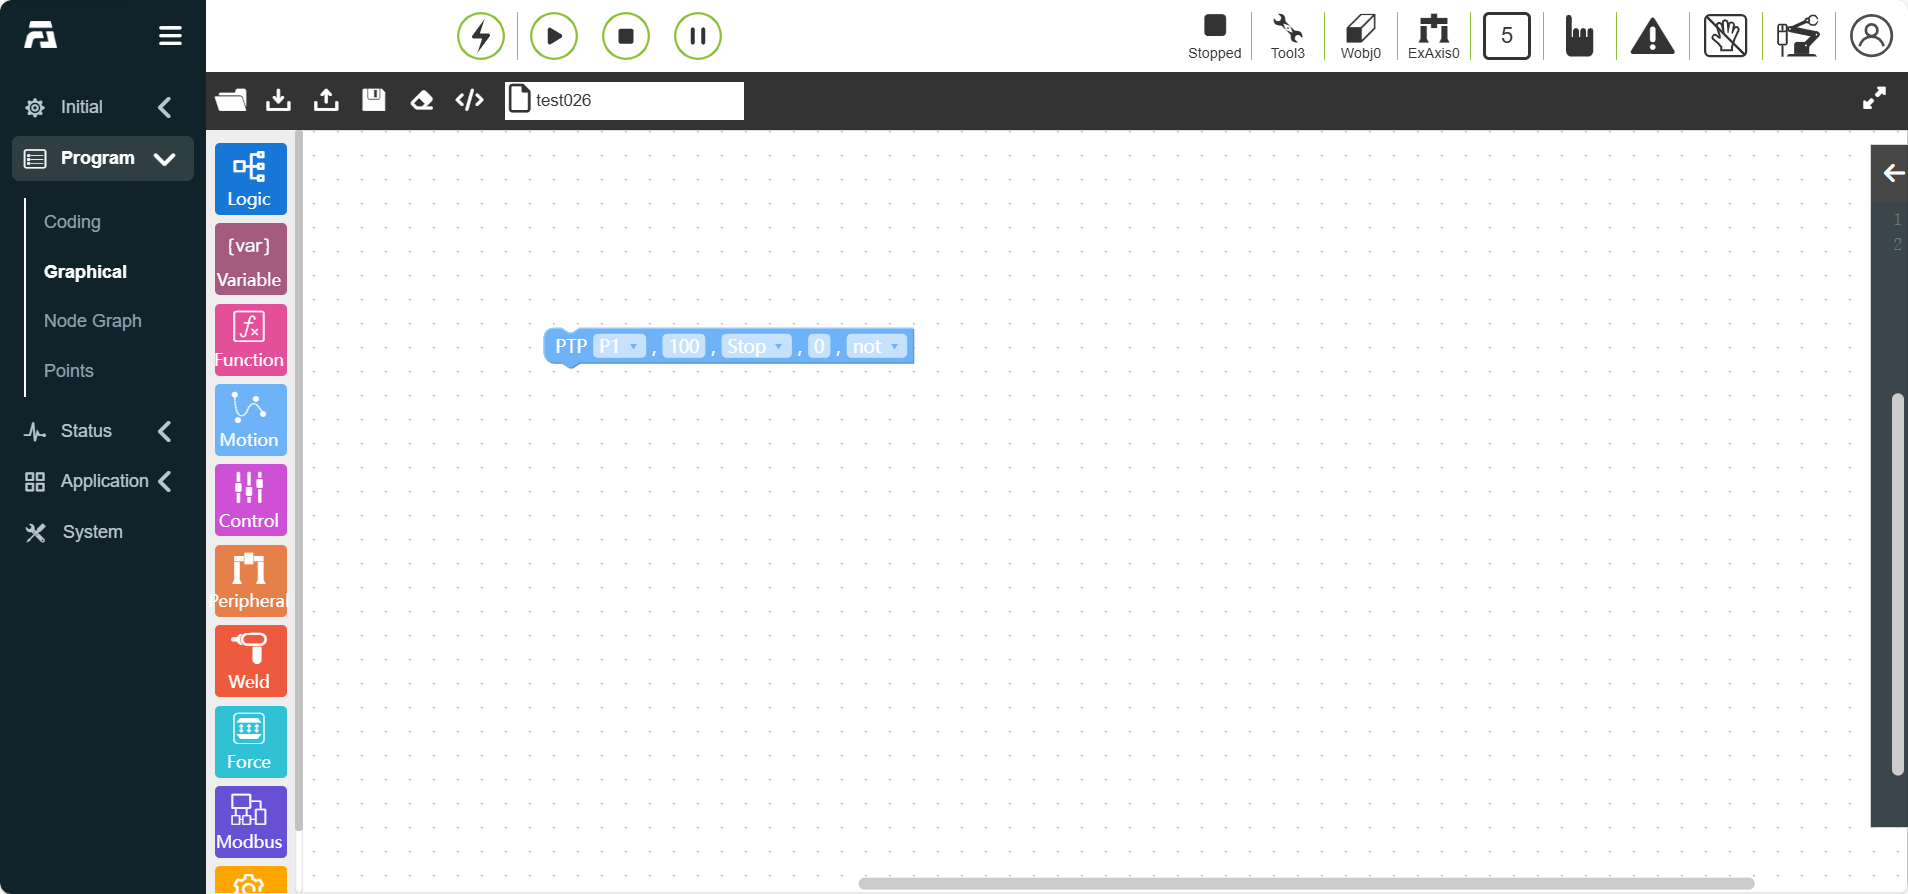 Stopped
Tool3
Wobj0
ExAxis0
5
Initial
Program
Coding
Graphical
Node Graph
Points
Status
Application
System
</>
test026
Logic
{var}
Variable
Function
Motion
Control
Peripheral
Weld
Force
Modbus
PTP P1 , 100 , Stop , 0 , not
1
2